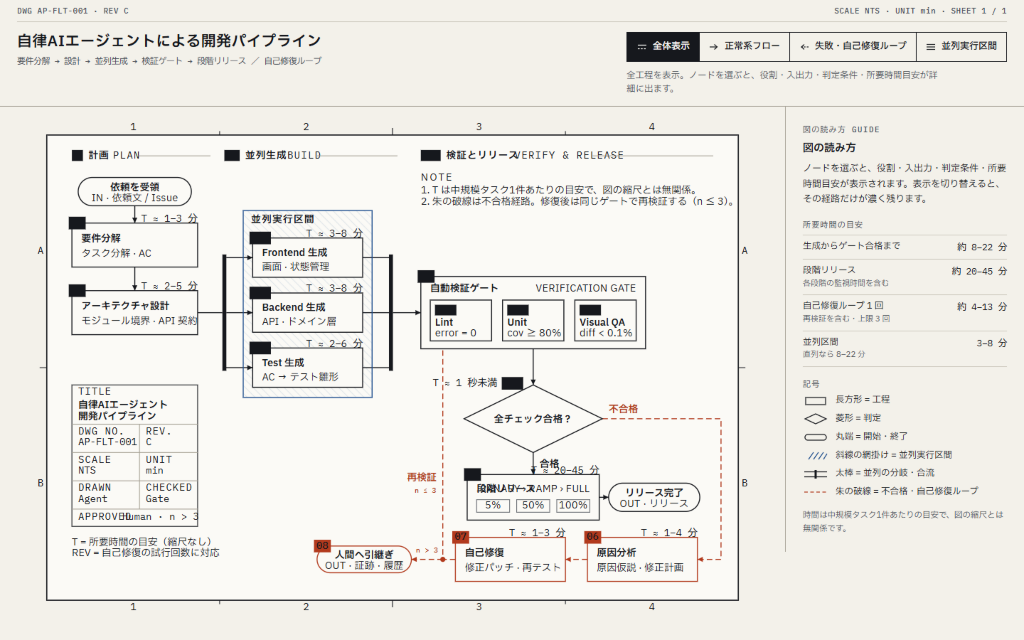 DWG AP-FLT-001 · REV C
SCALE NTS · UNIT min · SHEET 1 / 1
自律AIエージェントによる開発パイプライン
要件分解 → 設計 → 並列生成 → 検証ゲート → 段階リリース ／ 自己修復ループ
全体表示
正常系フロー
失敗・自己修復ループ
並列実行区間
全工程を表示。ノードを選ぶと、役割・入出力・判定条件・所要時間目安が詳
細に出ます。
1 2 3 4
計画 PLAN
並列生成 BUILD
検証とリリース VERIFY & RELEASE
NOTE
1. T は中規模タスク1件あたりの目安で、図の縮尺とは無関係。
2. 朱の破線は不合格経路。修復後は同じゲートで再検証する（n ≤ 3）。
依頼を受領
IN · 依頼文 / Issue
T ≈ 1–3 分
要件分解
タスク分解 · AC
T ≈ 2–5 分
アーキテクチャ設計
モジュール境界 · API 契約
並列実行区間
T ≈ 3–8 分
Frontend 生成
画面 · 状態管理
T ≈ 3–8 分
Backend 生成
API · ドメイン層
T ≈ 2–6 分
Test 生成
AC → テスト雛形
A
A
自動検証ゲート
VERIFICATION GATE
Lint
error = 0
Unit
cov ≥ 80%
Visual QA
diff < 0.1%
T ≈ 1 秒未満
全チェック合格？
不合格
合格
≈ 20–45 分
RAMP › FULL
5%
50%
100%
リリース完了
OUT · リリース
再検証
n ≤ 3
B
B
TITLE
自律AIエージェント
開発パイプライン
DWG NO.
AP-FLT-001
REV.
C
SCALE
NTS
UNIT
min
DRAWN
Agent
CHECKED
Gate
APPROVED
Human · n > 3
T = 所要時間の目安（縮尺なし）
REV = 自己修復の試行回数に対応
08
人間へ引継ぎ
OUT · 証跡 · 履歴
n > 3
07
T ≈ 1–3 分
自己修復
修正パッチ · 再テスト
06
T ≈ 1–4 分
原因分析
原因仮説 · 修正計画
1 2 3 4
図の読み方 GUIDE
図の読み方
ノードを選ぶと、役割・入出力・判定条件・所要
時間目安が表示されます。表示を切り替えると、
その経路だけが濃く残ります。
所要時間の目安
生成からゲート合格まで 約 8–22 分
段階リリース 約 20–45 分
各段階の監視時間を含む
自己修復ループ 1 回 約 4–13 分
再検証を含む · 上限 3 回
並列区間 3–8 分
直列なら 8–22 分
記号
長方形 = 工程
菱形 = 判定
丸端 = 開始・終了
斜線の網掛け = 並列実行区間
太棒 = 並列の分岐・合流
朱の破線 = 不合格・自己修復ループ
時間は中規模タスク1件あたりの目安で、図の縮尺とは
無関係です。